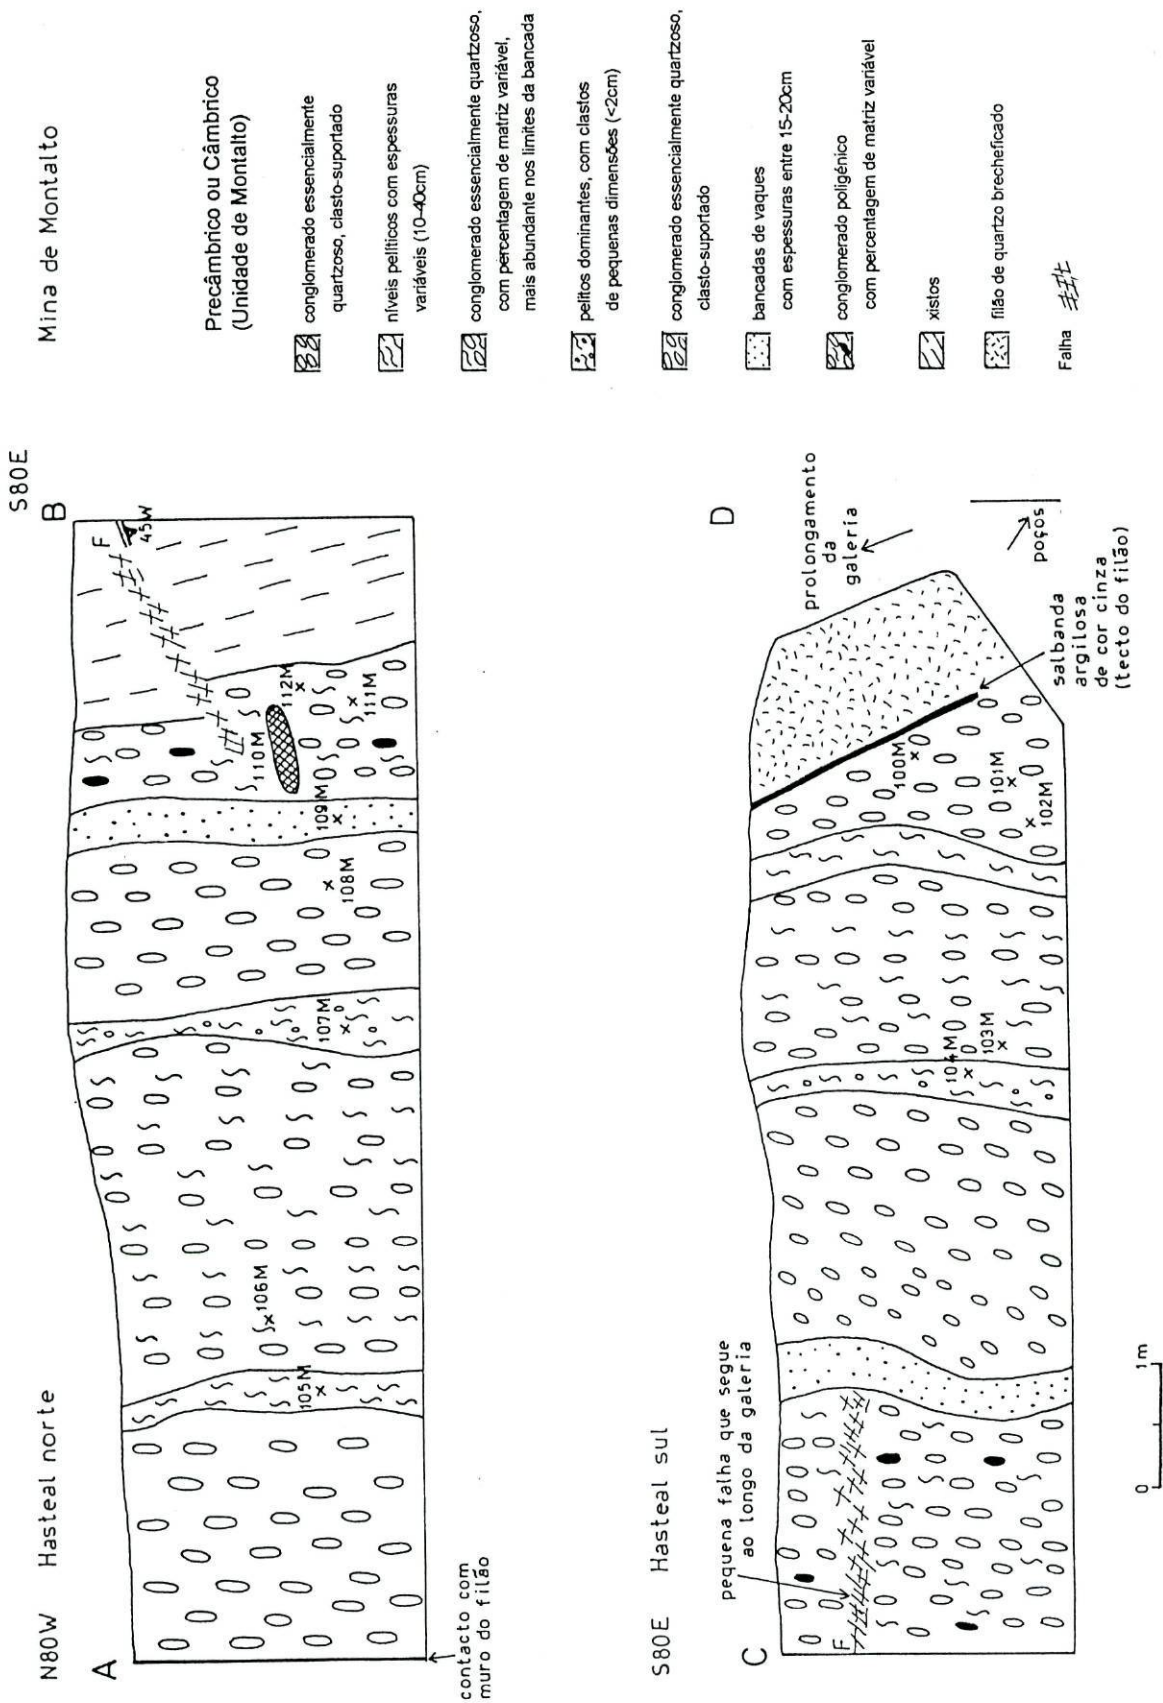 Mina de Montalto
Precâmbrico ou Câmbrico
(Unidade de Montalto)
conglomerado essencialmente
quartzoso, clasto-suportado
níveis pelíticos com espessuras
variáveis (10-40cm)
conglomerado essencialmente quartzoso,
com percentagem de matriz variável,
mais abundante nos limites da bancada
pelitos dominantes, com clastos
de pequenas dimensões (<2cm)
conglomerado essencialmente quartzoso,
clasto-suportado
bancadas de vaques
com espessuras entre 15-20cm
conglomerado poligénico
com percentagem de matriz variável
xistos
filão de quartzo brecheficado
Falha
N80W
Hasteal norte
S80E
A
B
F
45W
105M
106M
107M
108M
109M
110M
112M
111M
contacto com
muro do filão
S80E
Hasteal sul
C
D
pequena falha que segue
ao longo da galeria
F
104M
103M
100M
101M
102M
prolongamento
da
galeria
poços
salbanda
argilosa
de cor cinza
(tecto do filão)
0
1m